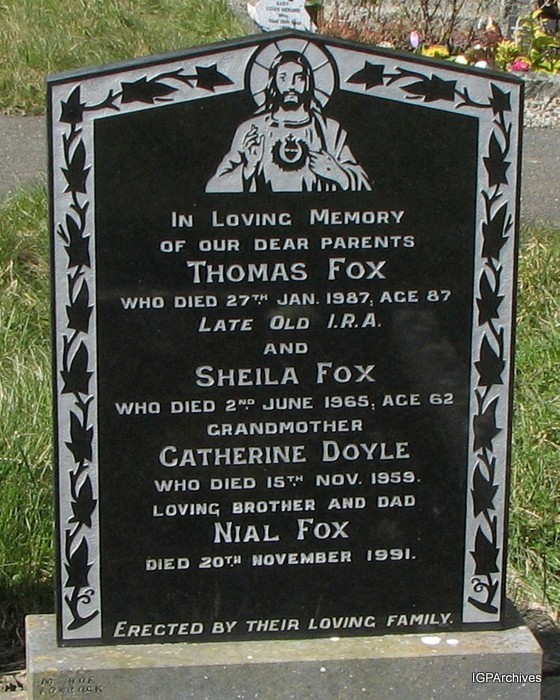 IN LOVING MEMORY
OF OUR DEAR PARENTS
THOMAS FOX
WHO DIED 27TH JAN. 1987, AGE 87
LATE OLD I.R.A.
AND
SHEILA FOX
WHO DIED 2ND JUNE 1965, AGE 62
GRANDMOTHER
CATHERINE DOYLE
WHO DIED 15TH NOV. 1959.
LOVING BROTHER AND DAD
NIAL FOX
DIED 20TH NOVEMBER 1991.
ERECTED BY THEIR LOVING FAMILY.
ROE
FOXROCK
IGPArchives